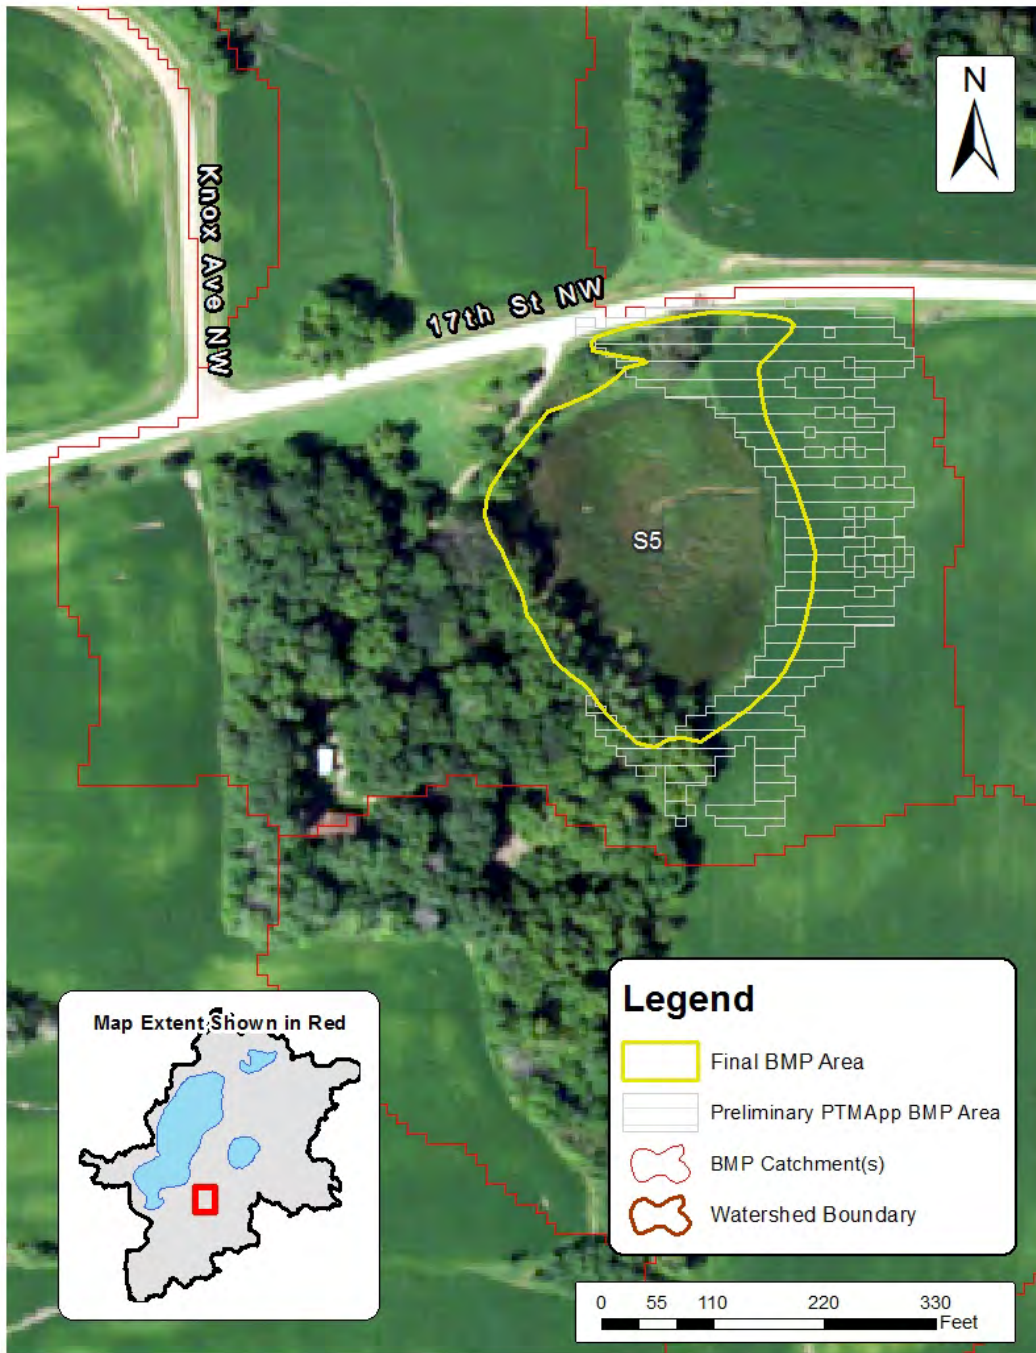 N
Knox Ave NW
17th St NW
S5
Map Extent Shown in Red
Legend
Final BMP Area
Preliminary PTMApp BMP Area
BMP Catchment(s)
Watershed Boundary
0 55 110 220 330
Feet